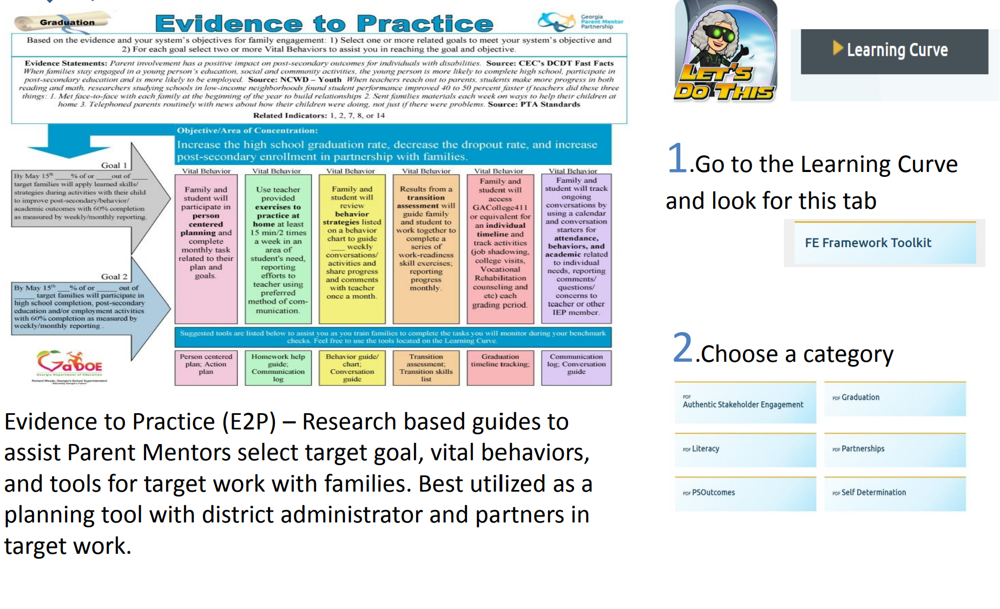 Graduation
Evidence to Practice
Georgia
Parent Mentor
Partnership
Based on the evidence and your system's objectives for family engagement: 1) Select one or more related goals to meet your system's objective and
2) For each goal select two or more Vital Behaviors to assist you in reaching the goal and objective.
Evidence Statements: Parent involvement has a positive impact on post-secondary outcomes for individuals with disabilities. Source: CEC's DCDT Fast Facts
When families stay engaged in a young person's education, social and community activities, the young person is more likely to complete high school, participate in
post-secondary education and is more likely to be employed. Source: NCWD – Youth When teachers reach out to parents, students make more progress in both
reading and math, researchers studying schools in low-income neighborhoods found student performance improved 40 to 50 percent faster if teachers did these three
things: 1. Met face-to-face with each family at the beginning of the year to build relationships 2. Sent families materials each week on ways to help their children at
home 3. Telephoned parents routinely with news about how their children were doing, not just if there were problems. Source: PTA Standards
Related Indicators: 1, 2, 7, 8, or 14
Objective/Area of Concentration:
Increase the high school graduation rate, decrease the dropout rate, and increase
post-secondary enrollment in partnership with families.
Goal 1
By May 15th ____% of or ____out of ____
target families will apply learned skills/
strategies during activities with their child
to improve post-secondary/behavior/
academic outcomes with 60% completion
as measured by weekly/monthly reporting.
Goal 2
By May 15th ___% of or _____ out of
_____ target families will participate in
high school completion, post-secondary
education and/or employment activities
with 60% completion as measured by
weekly/monthly reporting .
Vital Behavior
Family and
student will
participate in
person
centered
planning and
complete
monthly task
related to their
plan and
goals.
Vital Behavior
Use teacher
provided
exercises to
practice at
home at least
15 min/2 times
a week in an
area of
student's need,
reporting
efforts to
teacher using
preferred
method of com-
munication.
Vital Behavior
Family and
student will
review
behavior
strategies listed
on a behavior
chart to guide
___ weekly
conversations/
activities and
share progress
and comments
with teacher
once a month.
Vital Behavior
Results from a
transition
assessment will
guide family
and student to
work together to
complete a
series of
work-readiness
skill exercises;
reporting
progress
monthly.
Vital Behavior
Family and
student will
access
GACollege411
or equivalent for
an individual
timeline and
track activities
(job shadowing,
college visits,
Vocational
Rehabilitation
counseling and
etc) each
grading period.
Vital Behavior
Family and
student will track
ongoing
conversations by
using a calendar
and conversation
starters for
attendance,
behaviors, and
academic related
to individual
needs, reporting
comments/
questions/
concerns to
teacher or other
IEP member.
Suggested tools are listed below to assist you as you train families to complete the tasks you will monitor during your benchmark
checks. Feel free to use the tools located on the Learning Curve.
Person centered
plan; Action
plan
Homework help
guide;
Communication
log
Behavior guide/
chart;
Conversation
guide
Transition
assessment;
Transition skills
list
Graduation
timeline tracking;
Communication
log; Conversation
guide
GaDOE
Georgia Department of Education
Richard Woods, Georgia's School Superintendent
"Educating Georgia's Future"
Evidence to Practice (E2P) – Research based guides to
assist Parent Mentors select target goal, vital behaviors,
and tools for target work with families. Best utilized as a
planning tool with district administrator and partners in
target work.
LET'S
DO THIS
Learning Curve
1.Go to the Learning Curve
and look for this tab
FE Framework Toolkit
2.Choose a category
PDF
Authentic Stakeholder Engagement
PDF Graduation
PDF Literacy
PDF Partnerships
PDF PSOutcomes
PDF Self Determination